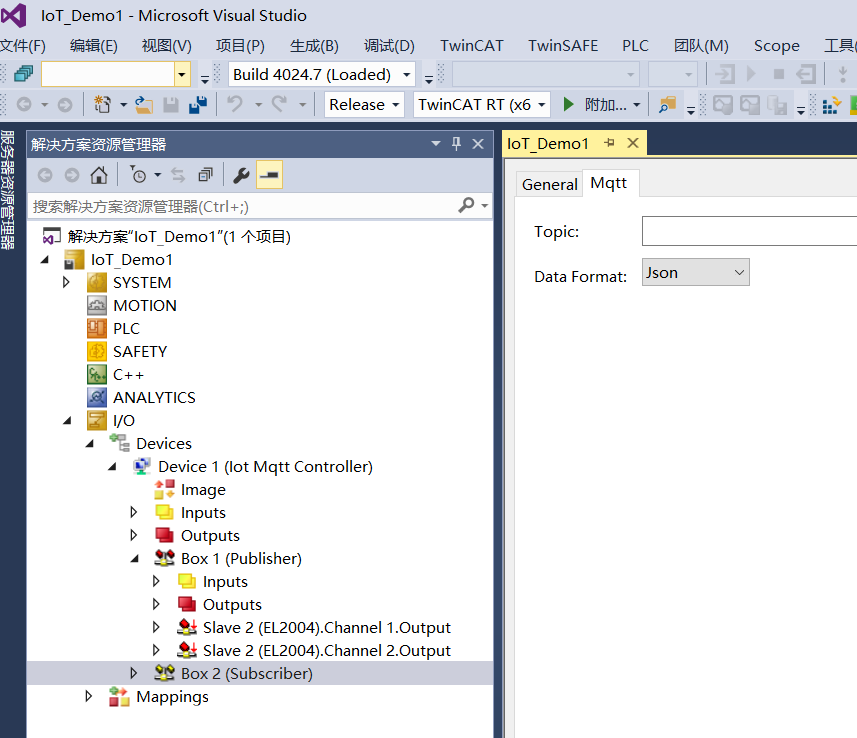 IoT_Demo1 - Microsoft Visual Studio
文件(F) 编辑(E) 视图(V) 项目(P) 生成(B) 调试(D) TwinCAT TwinSAFE PLC 团队(M) Scope 工具(
Build 4024.7 (Loaded)
Release TwinCAT RT (x6 附加...
服务器资源管理器
解决方案资源管理器
搜索解决方案资源管理器(Ctrl+;)
解决方案"IoT_Demo1"(1 个项目)
IoT_Demo1
SYSTEM
MOTION
PLC
SAFETY
C++
ANALYTICS
I/O
Devices
Device 1 (Iot Mqtt Controller)
Image
Inputs
Outputs
Box 1 (Publisher)
Inputs
Outputs
Slave 2 (EL2004).Channel 1.Output
Slave 2 (EL2004).Channel 2.Output
Box 2 (Subscriber)
Mappings
IoT_Demo1
General Mqtt
Topic:
Data Format: Json